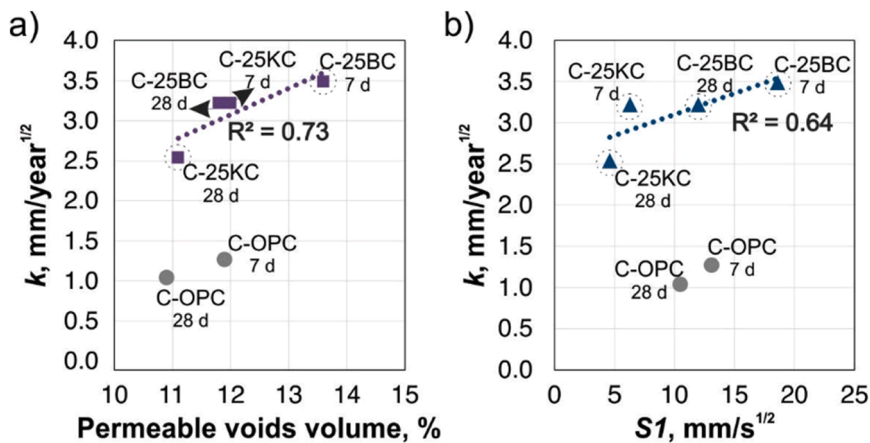 a)
4.0
3.5
3.0
2.5
2.0
1.5
1.0
0.5
0.0
k, mm/year1/2
C-25BC
28 d
C-25KC
7 d
C-25BC
7 d
R² = 0.73
C-25KC
28 d
C-OPC
7 d
C-OPC
28 d
10 11 12 13 14 15
Permeable voids volume, %
b)
4.0
3.5
3.0
2.5
2.0
1.5
1.0
0.5
0.0
k, mm/year1/2
C-25KC
7 d
C-25BC
28 d
C-25BC
7 d
R² = 0.64
C-25KC
28 d
C-OPC
28 d
C-OPC
7 d
0 5 10 15 20 25
S1, mm/s1/2